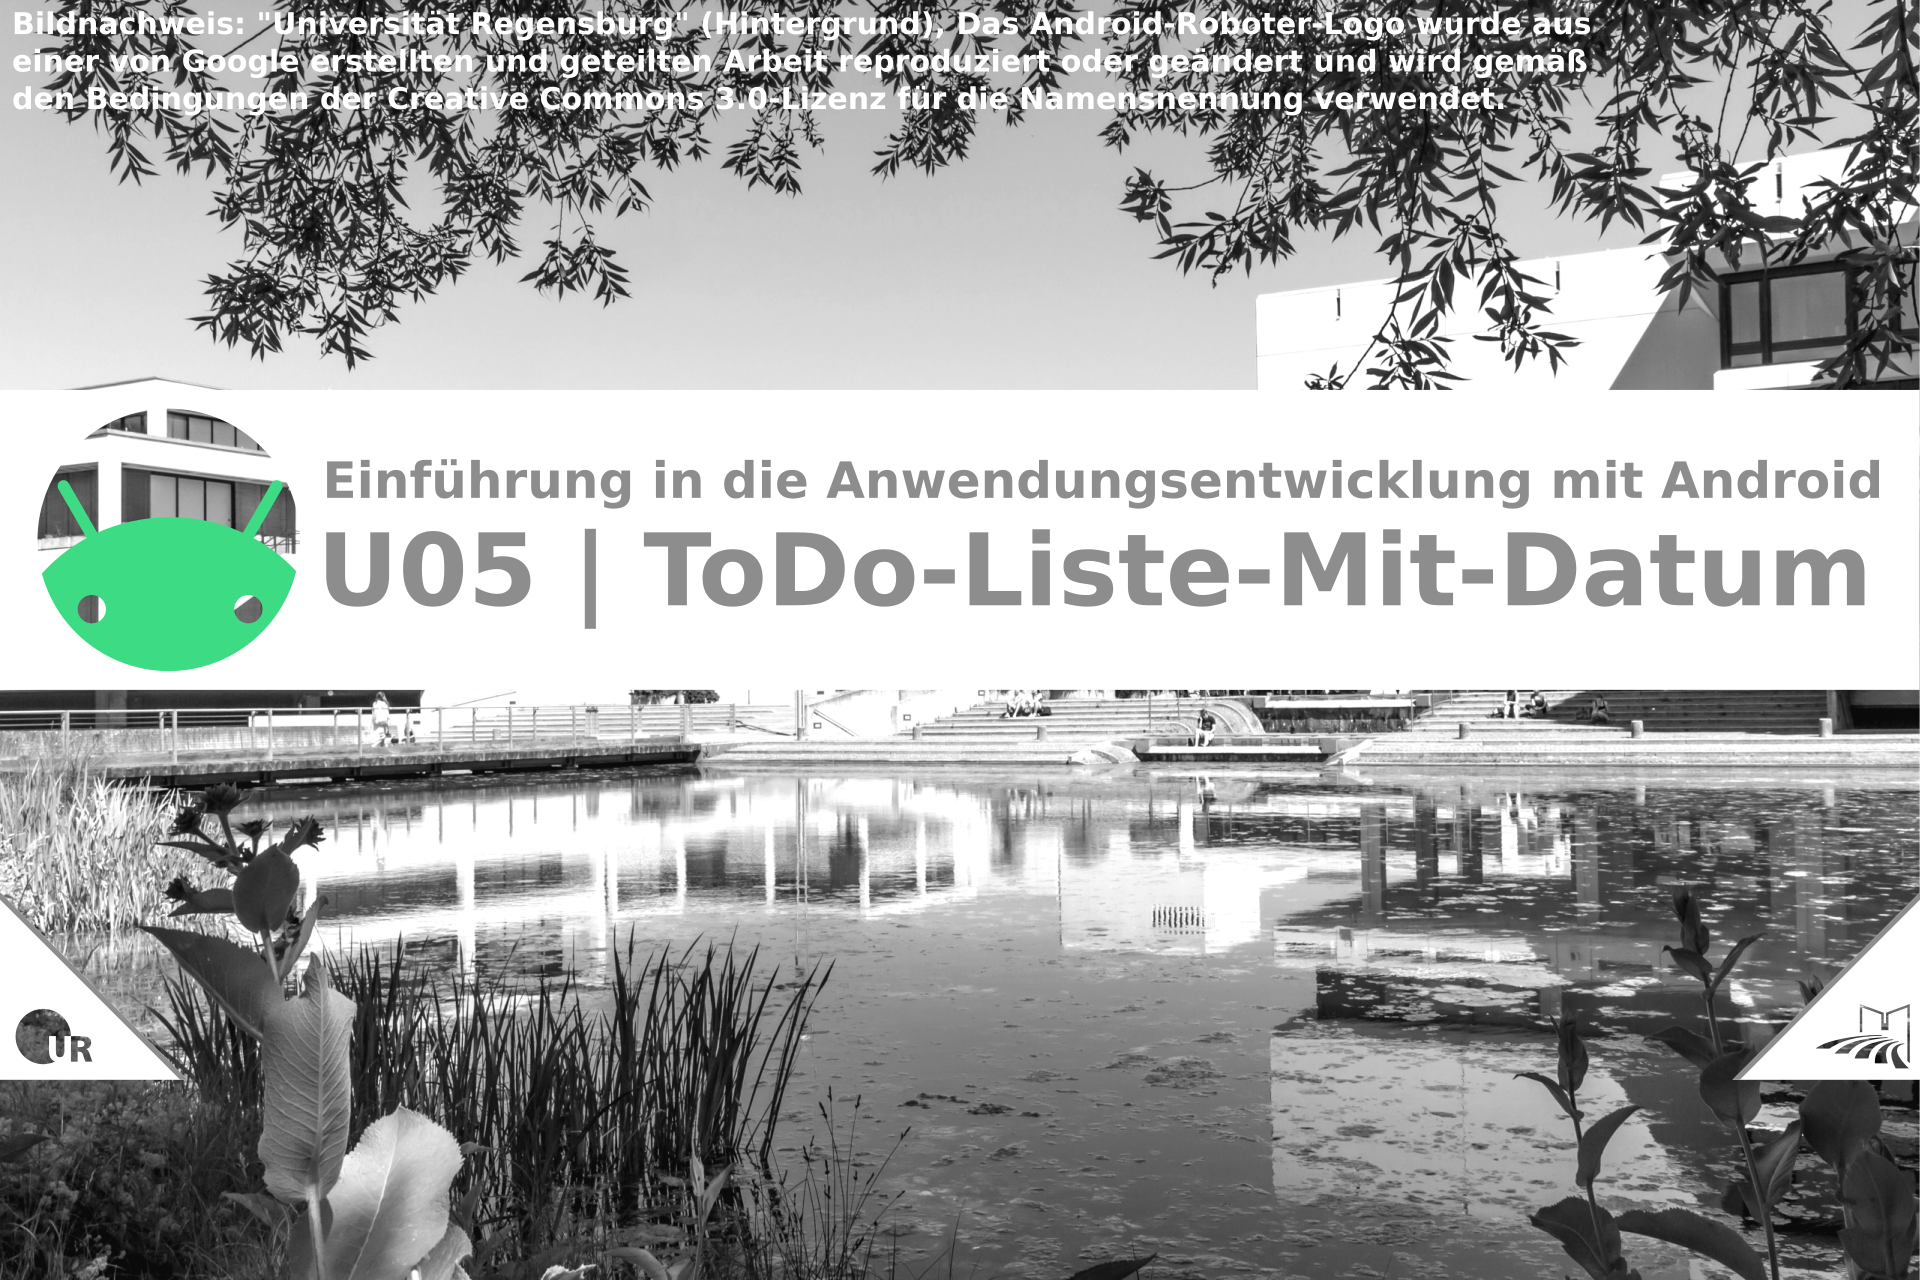 Bildnachweis: "Universität Regensburg" (Hintergrund), Das Android-Roboter-Logo wurde aus
einer von Google erstellten und geteilten Arbeit reproduziert oder geändert und wird gemäß
den Bedingungen der Creative Commons 3.0-Lizenz für die Namensnennung verwendet.
Einführung in die Anwendungsentwicklung mit Android
U05 | ToDo-Liste-Mit-Datum
UR